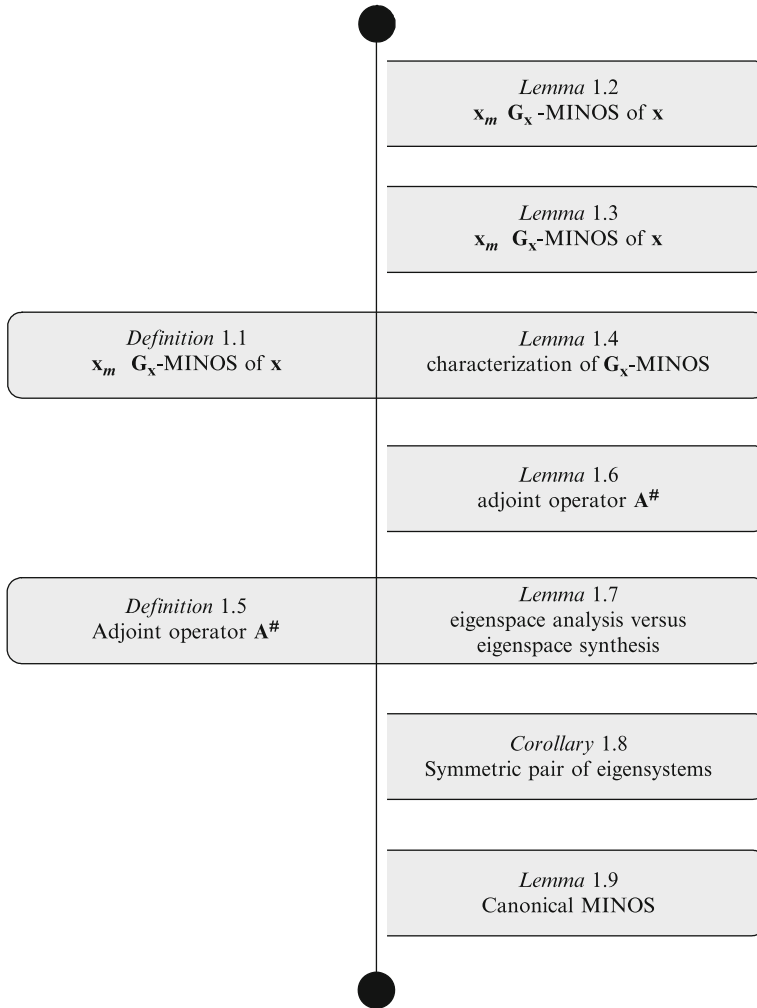 Lemma 1.2
x_m G_x-MINOS of x
Lemma 1.3
x_m G_x-MINOS of x
Definition 1.1
x_m G_x-MINOS of x
Lemma 1.4
characterization of G_x-MINOS
Lemma 1.6
adjoint operator A^#
Definition 1.5
Adjoint operator A^#
Lemma 1.7
eigenspace analysis versus
eigenspace synthesis
Corollary 1.8
Symmetric pair of eigensystems
Lemma 1.9
Canonical MINOS